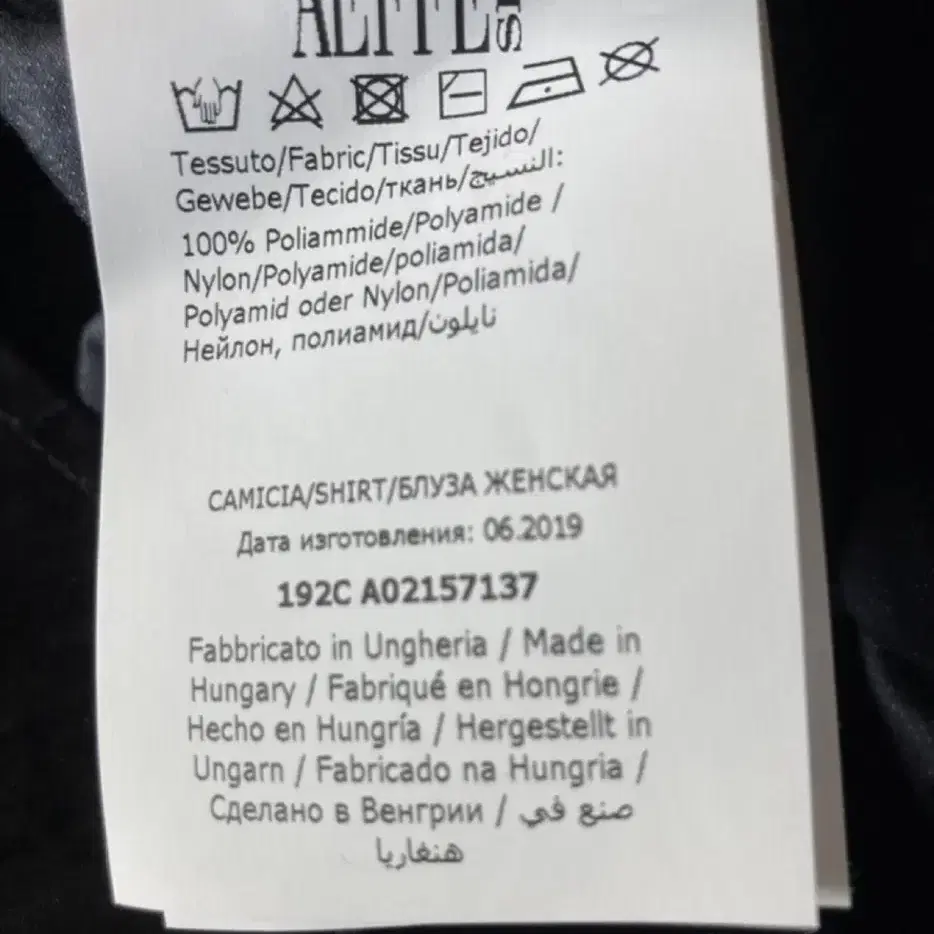 Tessuto/Fabric/Tissu/Tejido/
Gewebe/Tecido/ткань/النسيج:
100% Poliammide/Polyamide /
Nylon/Polyamide/poliamida/
Polyamid oder Nylon/Poliamida/
Нейлон, полиамид/نايلون
CAMICIA/SHIRT/БЛУЗА ЖЕНСКАЯ
Дата изготовления: 06.2019
192C A02157137
Fabbricato in Ungheria / Made in
Hungary / Fabriqué en Hongrie /
Hecho en Hungría / Hergestellt in
Ungarn / Fabricado na Hungria /
Сделано в Венгрии / صنع في
هنغاريا